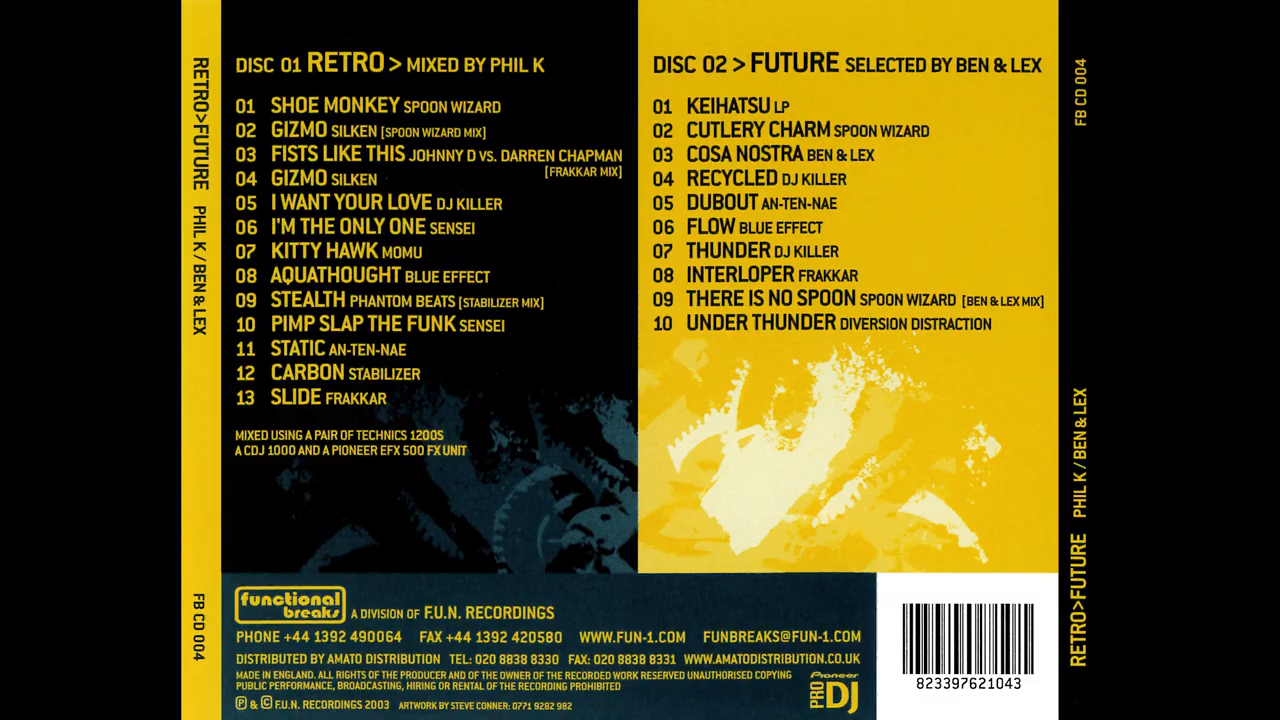 RETRO>FUTURE PHIL K / BEN & LEX FB CD 004
DISC 01 RETRO > MIXED BY PHIL K
01 SHOE MONKEY SPOON WIZARD
02 GIZMO SILKEN [SPOON WIZARD MIX]
03 FISTS LIKE THIS JOHNNY D VS. DARREN CHAPMAN
[FRAKKAR MIX]
04 GIZMO SILKEN
05 I WANT YOUR LOVE DJ KILLER
06 I'M THE ONLY ONE SENSEI
07 KITTY HAWK MOMU
08 AQUATHOUGHT BLUE EFFECT
09 STEALTH PHANTOM BEATS [STABILIZER MIX]
10 PIMP SLAP THE FUNK SENSEI
11 STATIC AN-TEN-NAE
12 CARBON STABILIZER
13 SLIDE FRAKKAR
MIXED USING A PAIR OF TECHNICS 1200S
A CDJ 1000 AND A PIONEER EFX 500 FX UNIT
DISC 02 > FUTURE SELECTED BY BEN & LEX
01 KEIHATSU LP
02 CUTLERY CHARM SPOON WIZARD
03 COSA NOSTRA BEN & LEX
04 RECYCLED DJ KILLER
05 DUBOUT AN-TEN-NAE
06 FLOW BLUE EFFECT
07 THUNDER DJ KILLER
08 INTERLOPER FRAKKAR
09 THERE IS NO SPOON SPOON WIZARD [BEN & LEX MIX]
10 UNDER THUNDER DIVERSION DISTRACTION
functional
breaks
A DIVISION OF F.U.N. RECORDINGS
PHONE +44 1392 490064 FAX +44 1392 420580 WWW.FUN-1.COM FUNBREAKS@FUN-1.COM
DISTRIBUTED BY AMATO DISTRIBUTION TEL: 020 8838 8330 FAX: 020 8838 8331 WWW.AMATODISTRIBUTION.CO.UK
MADE IN ENGLAND. ALL RIGHTS OF THE PRODUCER AND OF THE OWNER OF THE RECORDED WORK RESERVED UNAUTHORISED COPYING
PUBLIC PERFORMANCE, BROADCASTING, HIRING OR RENTAL OF THE RECORDING PROHIBITED
Ⓟ & © F.U.N. RECORDINGS 2003 ARTWORK BY STEVE CONNER: 0771 9282 982
Pioneer
PRO DJ
823397621043
RETRO>FUTURE PHIL K / BEN & LEX FB CD 004